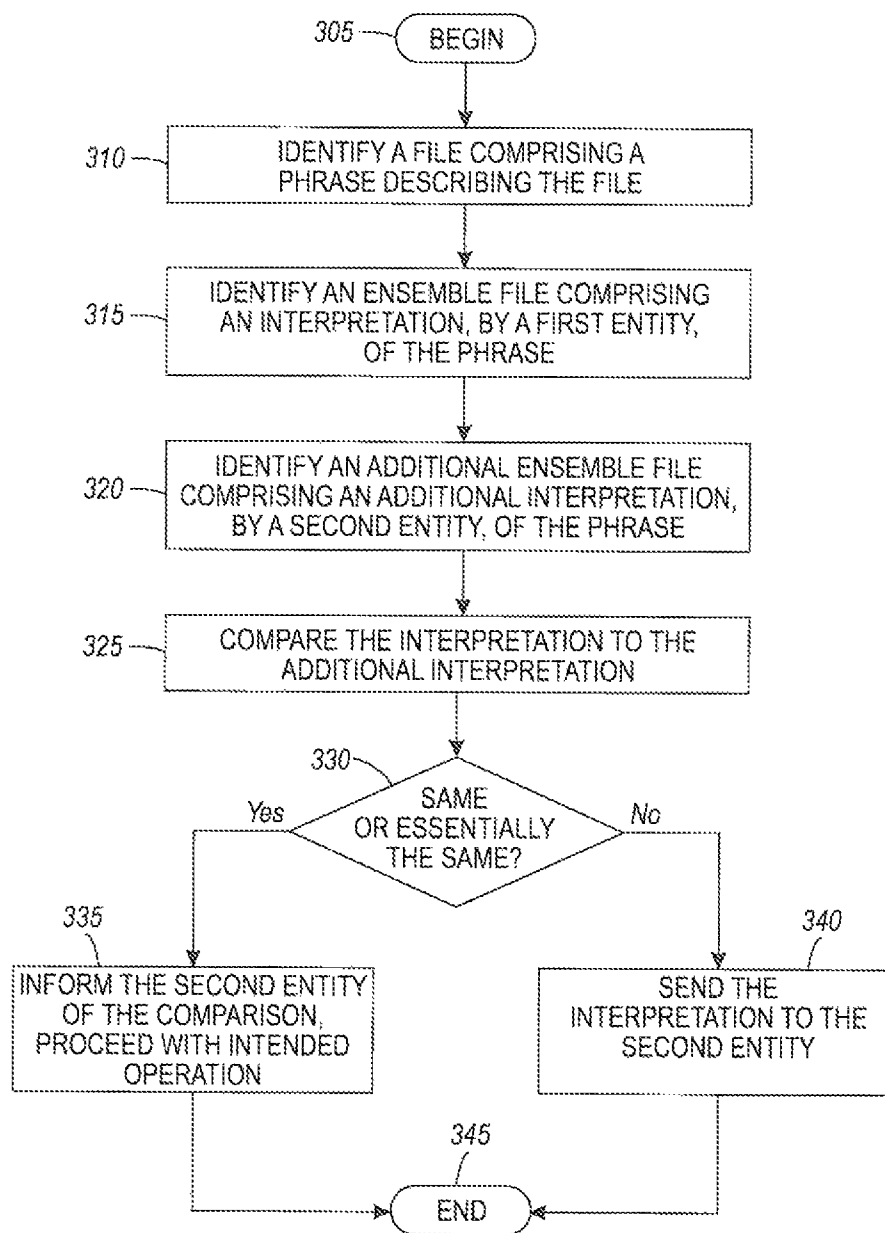 305
BEGIN
310
IDENTIFY A FILE COMPRISING A
PHRASE DESCRIBING THE FILE
315
IDENTIFY AN ENSEMBLE FILE COMPRISING
AN INTERPRETATION, BY A FIRST ENTITY,
OF THE PHRASE
320
IDENTIFY AN ADDITIONAL ENSEMBLE FILE
COMPRISING AN ADDITIONAL INTERPRETATION,
BY A SECOND ENTITY, OF THE PHRASE
325
COMPARE THE INTERPRETATION TO THE
ADDITIONAL INTERPRETATION
330
SAME
OR ESSENTIALLY
THE SAME?
Yes
No
335
INFORM THE SECOND ENTITY
OF THE COMPARISON,
PROCEED WITH INTENDED
OPERATION
340
SEND THE
INTERPRETATION TO THE
SECOND ENTITY
345
END